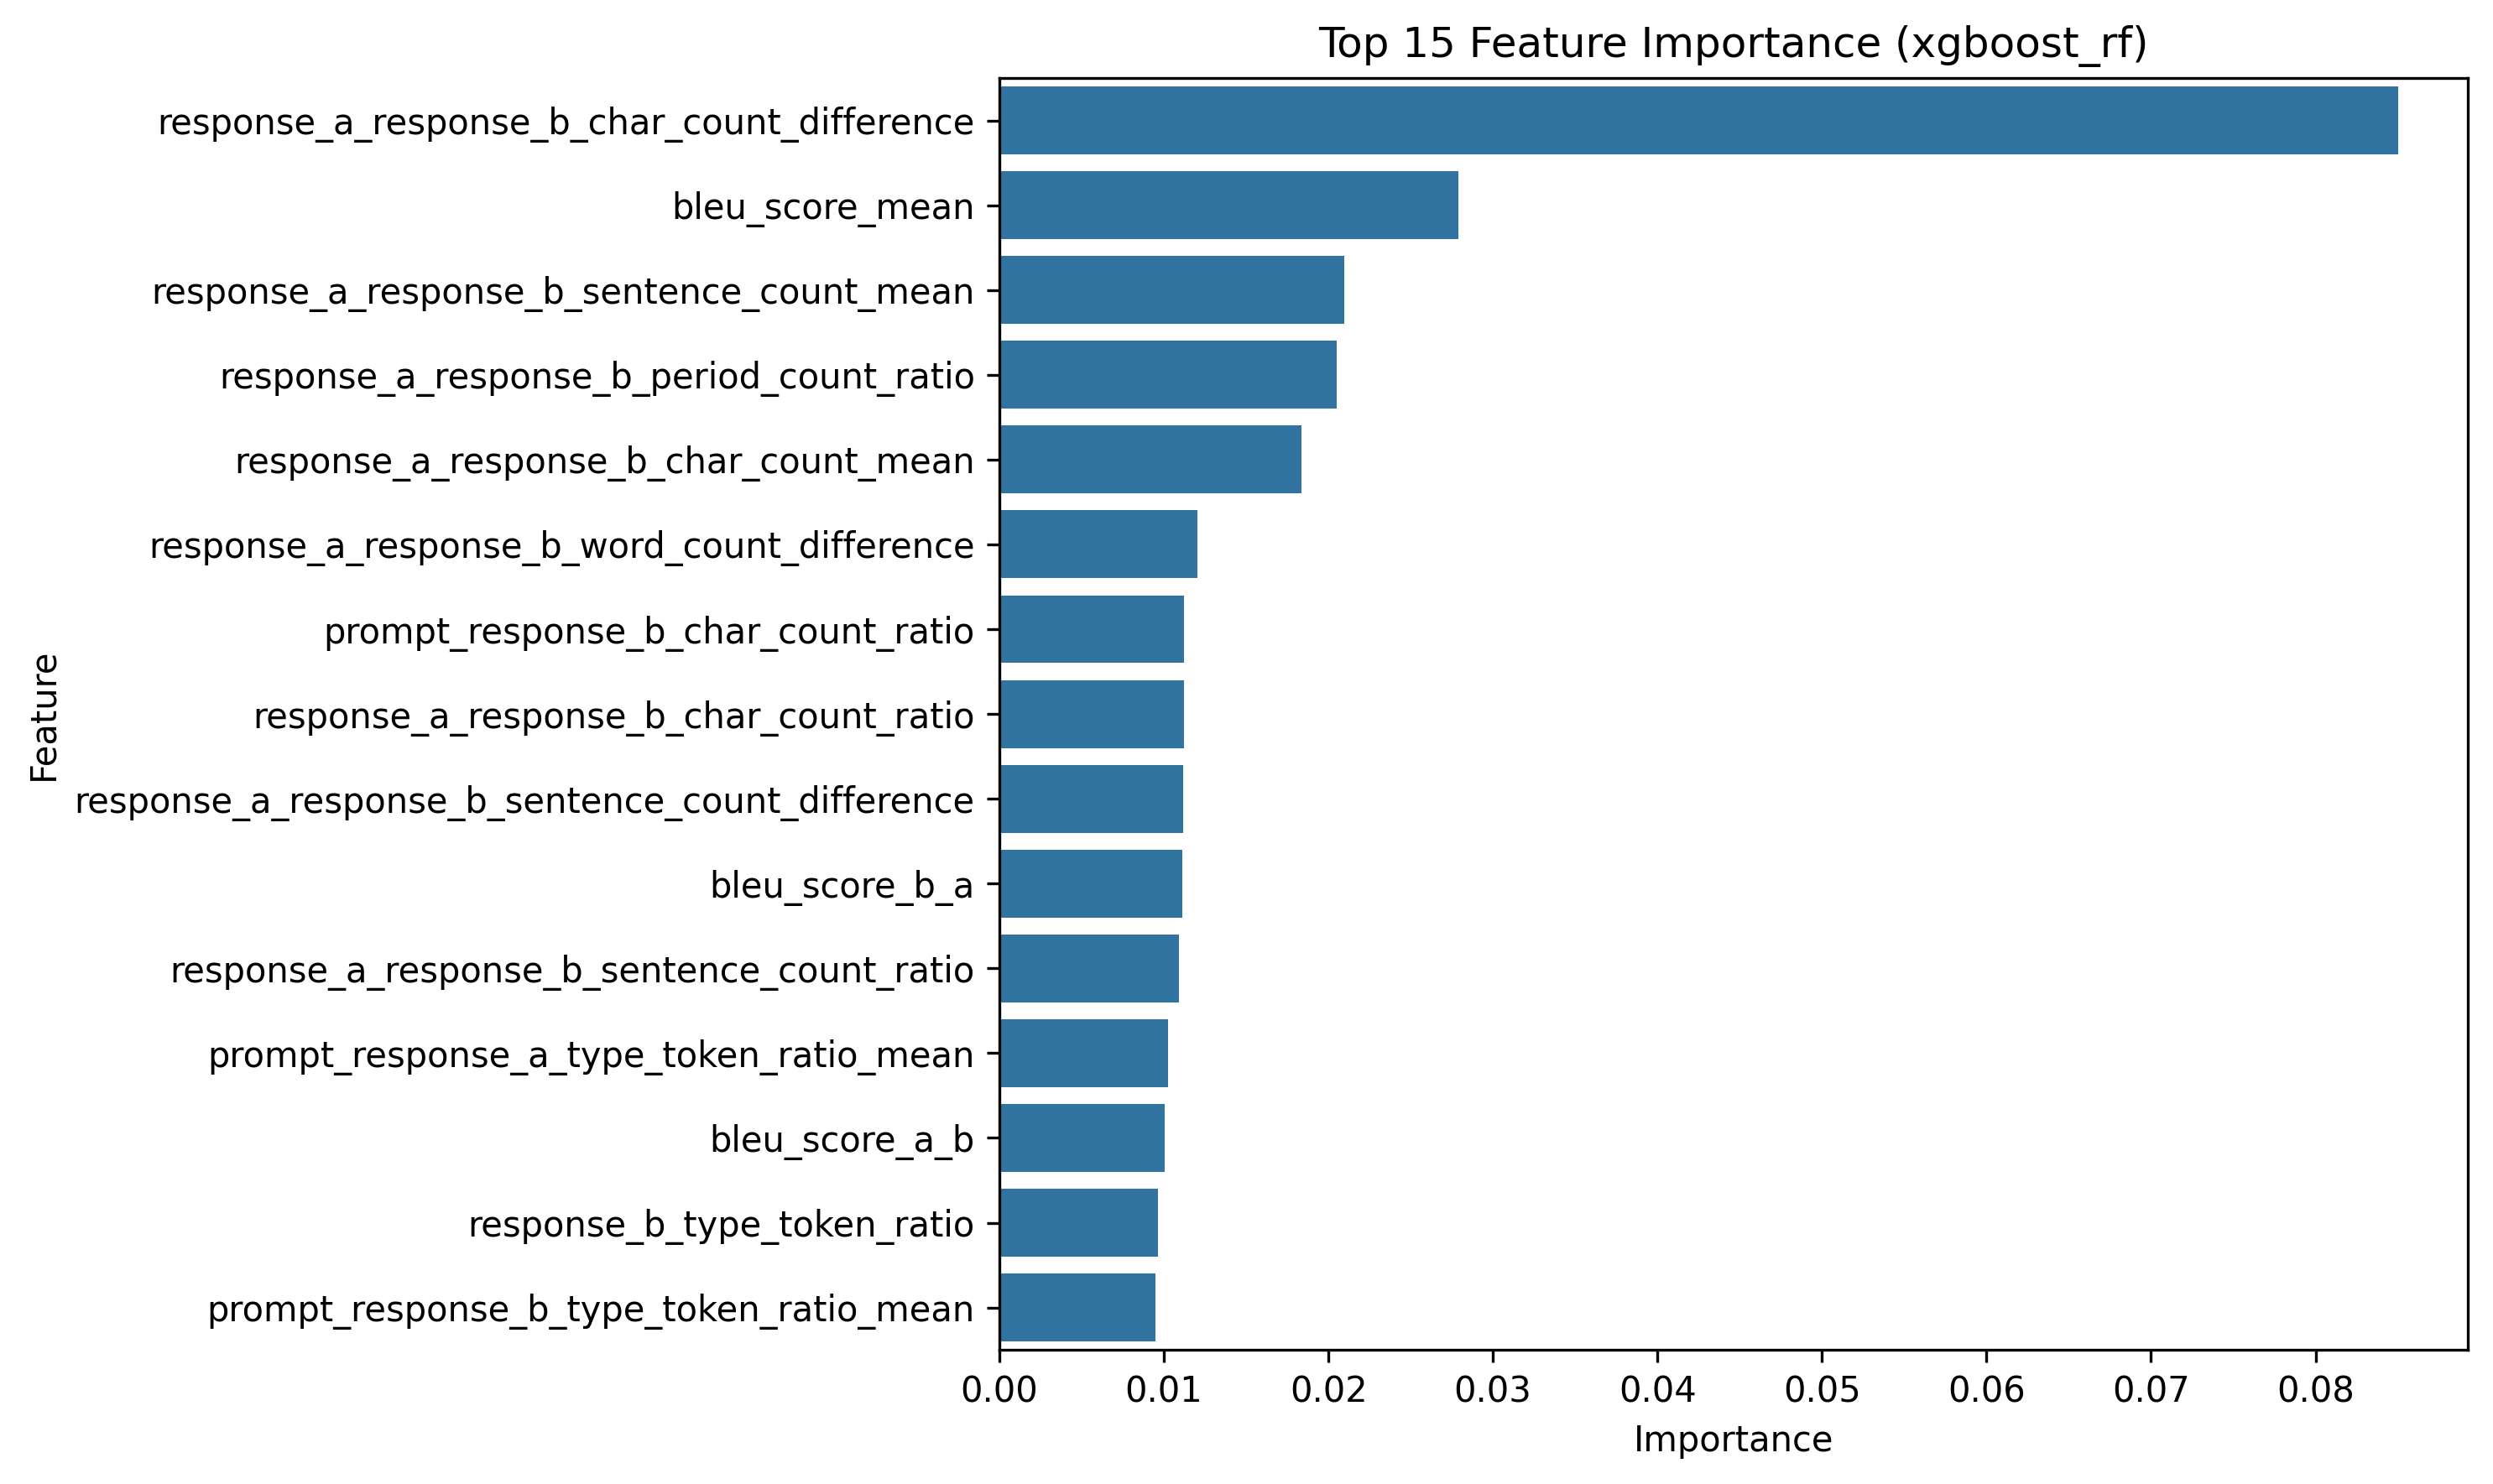 Top 15 Feature Importance (xgboost_rf)
response_a_response_b_char_count_difference
bleu_score_mean
response_a_response_b_sentence_count_mean
response_a_response_b_period_count_ratio
response_a_response_b_char_count_mean
response_a_response_b_word_count_difference
prompt_response_b_char_count_ratio
response_a_response_b_char_count_ratio
response_a_response_b_sentence_count_difference
bleu_score_b_a
response_a_response_b_sentence_count_ratio
prompt_response_a_type_token_ratio_mean
bleu_score_a_b
response_b_type_token_ratio
prompt_response_b_type_token_ratio_mean
Feature
0.00 0.01 0.02 0.03 0.04 0.05 0.06 0.07 0.08
Importance